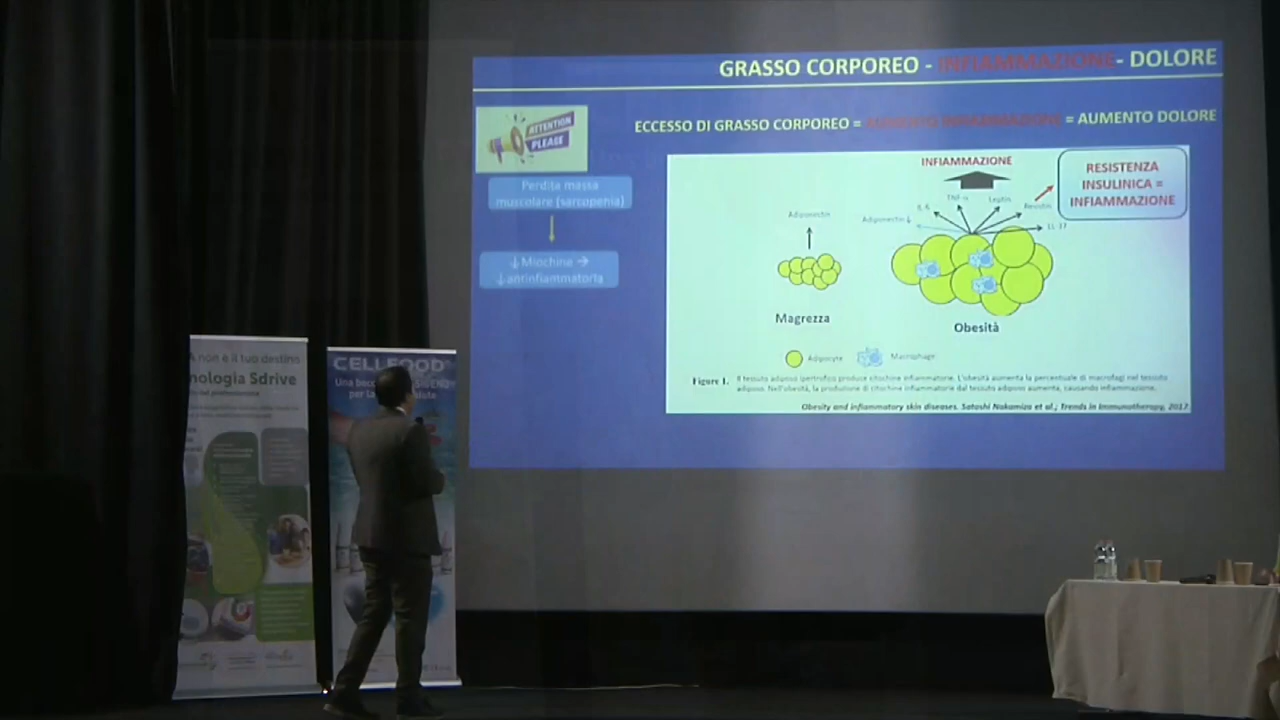 GRASSO CORPOREO - INFIAMMAZIONE - DOLORE
ATTENTION
PLEASE
ECCESSO DI GRASSO CORPOREO = AUMENTO INFIAMMAZIONE = AUMENTO DOLORE
Perdita massa
muscolare (sarcopenia)
↓ Miochine →
↓ antinfiammatoria
INFIAMMAZIONE
RESISTENZA
INSULINICA =
INFIAMMAZIONE
Adiponectin
Adiponectin ↓
IL 6
TNF-α
Leptin
Resistin
IL 17
Magrezza
Obesità
Adipocyte
Macrophage
Figure 1. Il tessuto adiposo ipertrofico produce citochine infiammatorie. L'obesità aumenta la percentuale di macrofagi nel tessuto
adiposo. Nell'obesità, la produzione di citochine infiammatorie dal tessuto adiposo aumenta, causando infiammazione.
Obesity and inflammatory skin diseases. Satoshi Nakamizo et al.; Trends in Immunotherapy, 2017
non è il tuo destino
nologia Sdrive
CELLFOOD®
Una
per la